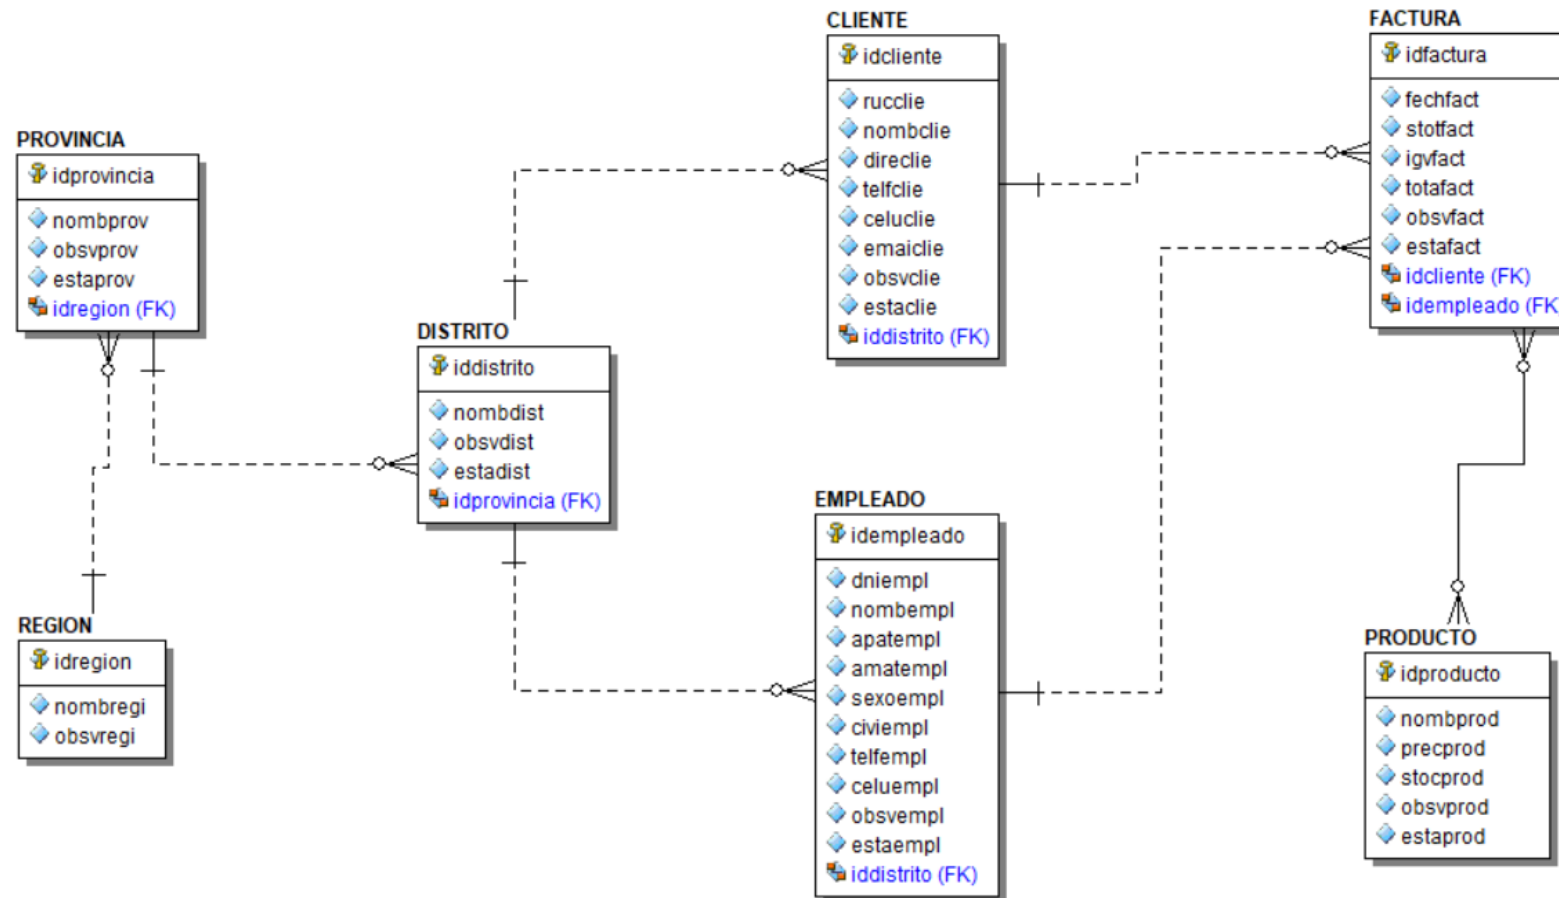 PROVINCIA
idprovincia
nombprov
obsvprov
estaprov
idregion (FK)
REGION
idregion
nombregi
obsvregi
DISTRITO
iddistrito
nombdist
obsvdist
estadist
idprovincia (FK)
CLIENTE
idcliente
rucclie
nombclie
direclie
telfclie
celuclie
emaiclie
obsvclie
estaclie
iddistrito (FK)
EMPLEADO
idempleado
dniempl
nombempl
apatempl
amatempl
sexoempl
civiempl
telfempl
celuempl
obsvempl
estaempl
iddistrito (FK)
FACTURA
idfactura
fechfact
stotfact
igvfact
totafact
obsvfact
estafact
idcliente (FK)
idempleado (FK
PRODUCTO
idproducto
nombprod
precprod
stocprod
obsvprod
estaprod